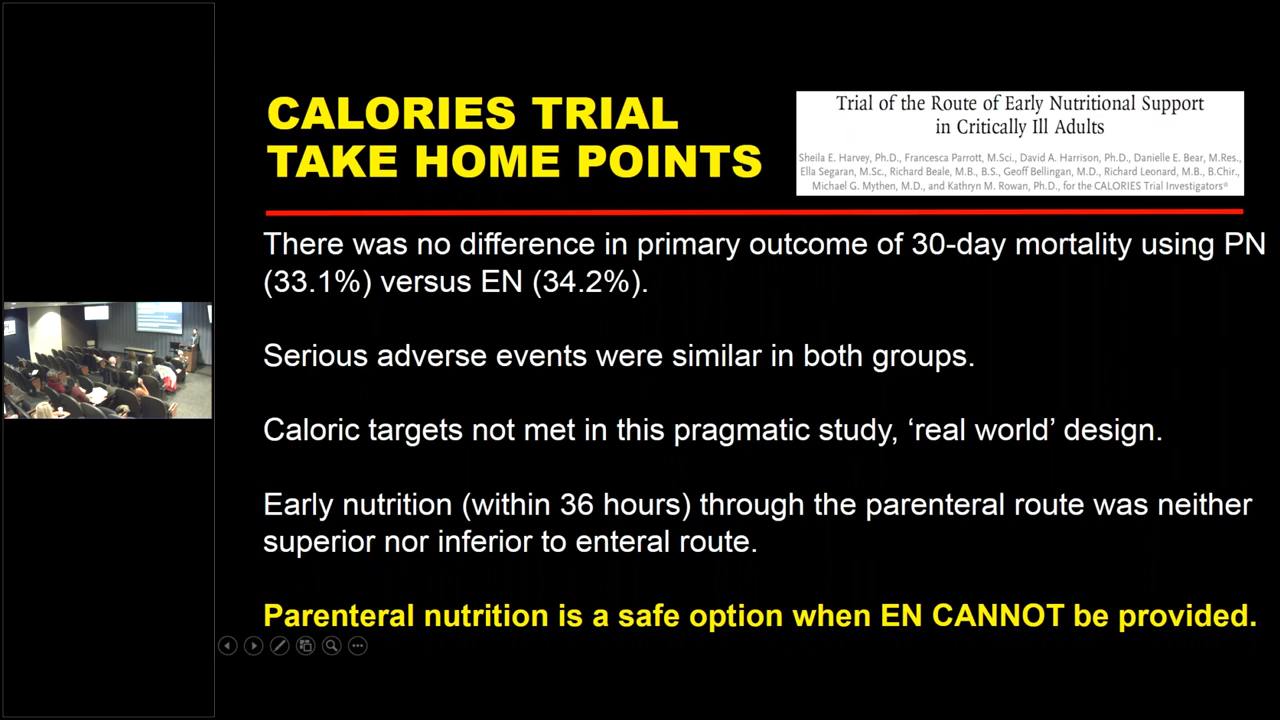 CALORIES TRIAL
TAKE HOME POINTS
Trial of the Route of Early Nutritional Support
in Critically Ill Adults
Sheila E. Harvey, Ph.D., Francesca Parrott, M.Sci., David A. Harrison, Ph.D., Danielle E. Bear, M.Res.,
Ella Segaran, M.Sc., Richard Beale, M.B., B.S., Geoff Bellingan, M.D., Richard Leonard, M.B., B.Chir.,
Michael G. Mythen, M.D., and Kathryn M. Rowan, Ph.D., for the CALORIES Trial Investigators*
There was no difference in primary outcome of 30-day mortality using PN
(33.1%) versus EN (34.2%).
Serious adverse events were similar in both groups.
Caloric targets not met in this pragmatic study, ‘real world’ design.
Early nutrition (within 36 hours) through the parenteral route was neither
superior nor inferior to enteral route.
Parenteral nutrition is a safe option when EN CANNOT be provided.